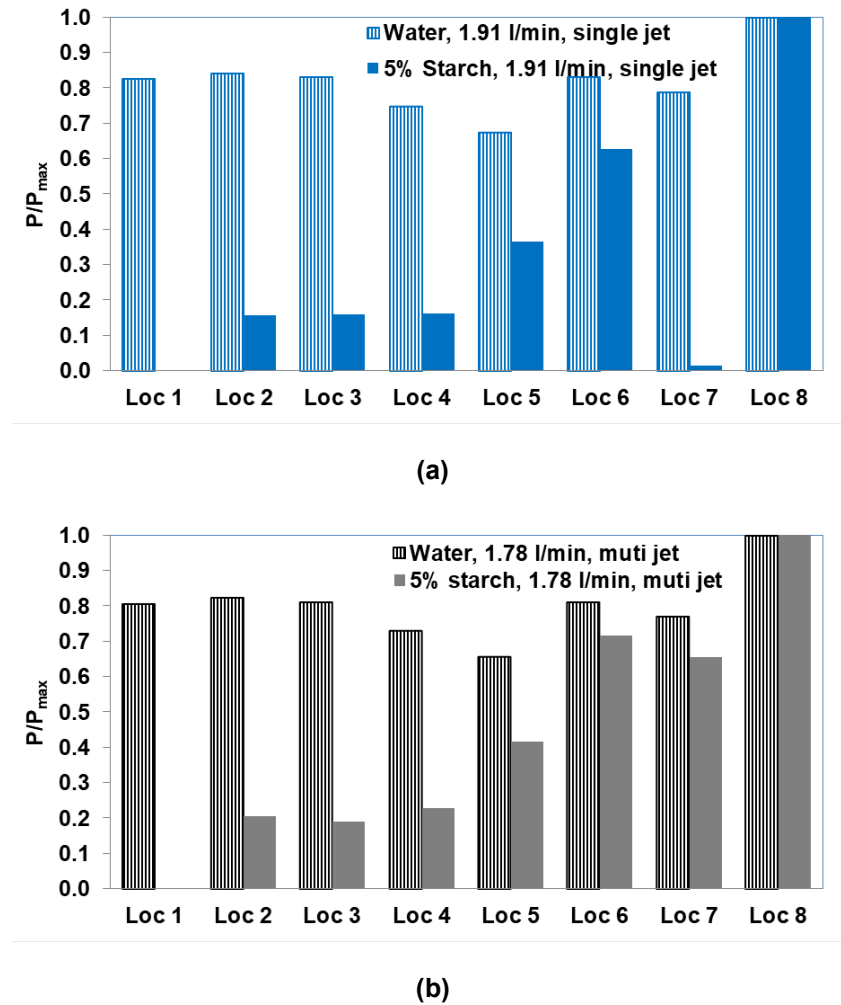 1.0
0.9
0.8
0.7
0.6
0.5
0.4
0.3
0.2
0.1
0.0
P/Pmax
Water, 1.91 l/min, single jet
5% Starch, 1.91 l/min, single jet
Loc 1 Loc 2 Loc 3 Loc 4 Loc 5 Loc 6 Loc 7 Loc 8
(a)
1.0
0.9
0.8
0.7
0.6
0.5
0.4
0.3
0.2
0.1
0.0
P/Pmax
Water, 1.78 l/min, muti jet
5% starch, 1.78 l/min, muti jet
Loc 1 Loc 2 Loc 3 Loc 4 Loc 5 Loc 6 Loc 7 Loc 8
(b)